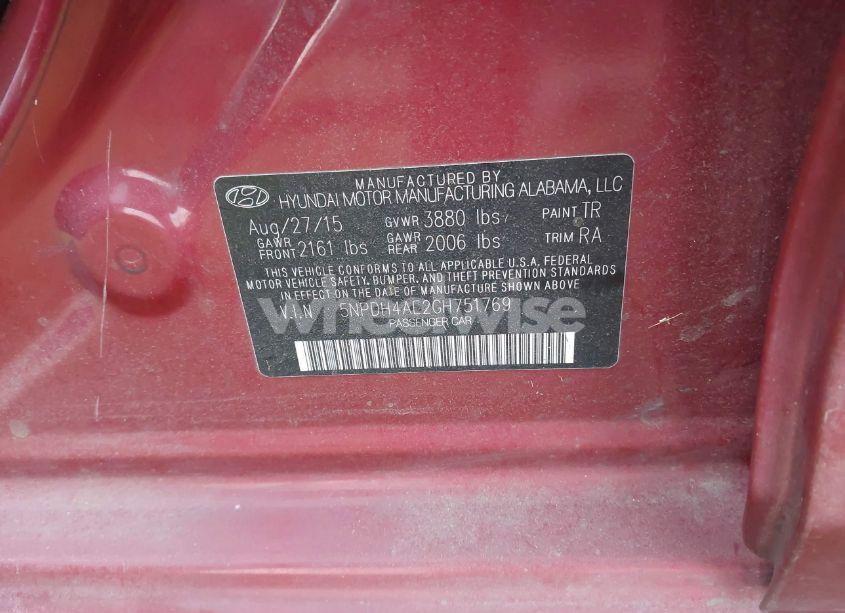 MANUFACTURED BY
HYUNDAI MOTOR MANUFACTURING ALABAMA, LLC
Aug/27/15 GVWR 3880 lbs PAINT TR
GAWR FRONT 2161 lbs GAWR REAR 2006 lbs TRIM RA
THIS VEHICLE CONFORMS TO ALL APPLICABLE U.S.A. FEDERAL
MOTOR VEHICLE SAFETY, BUMPER, AND THEFT PREVENTION STANDARDS
IN EFFECT ON THE DATE OF MANUFACTURE SHOWN ABOVE
V.I.N 5NPDH4AE2GH751769
wheelwise
PASSENGER CAR